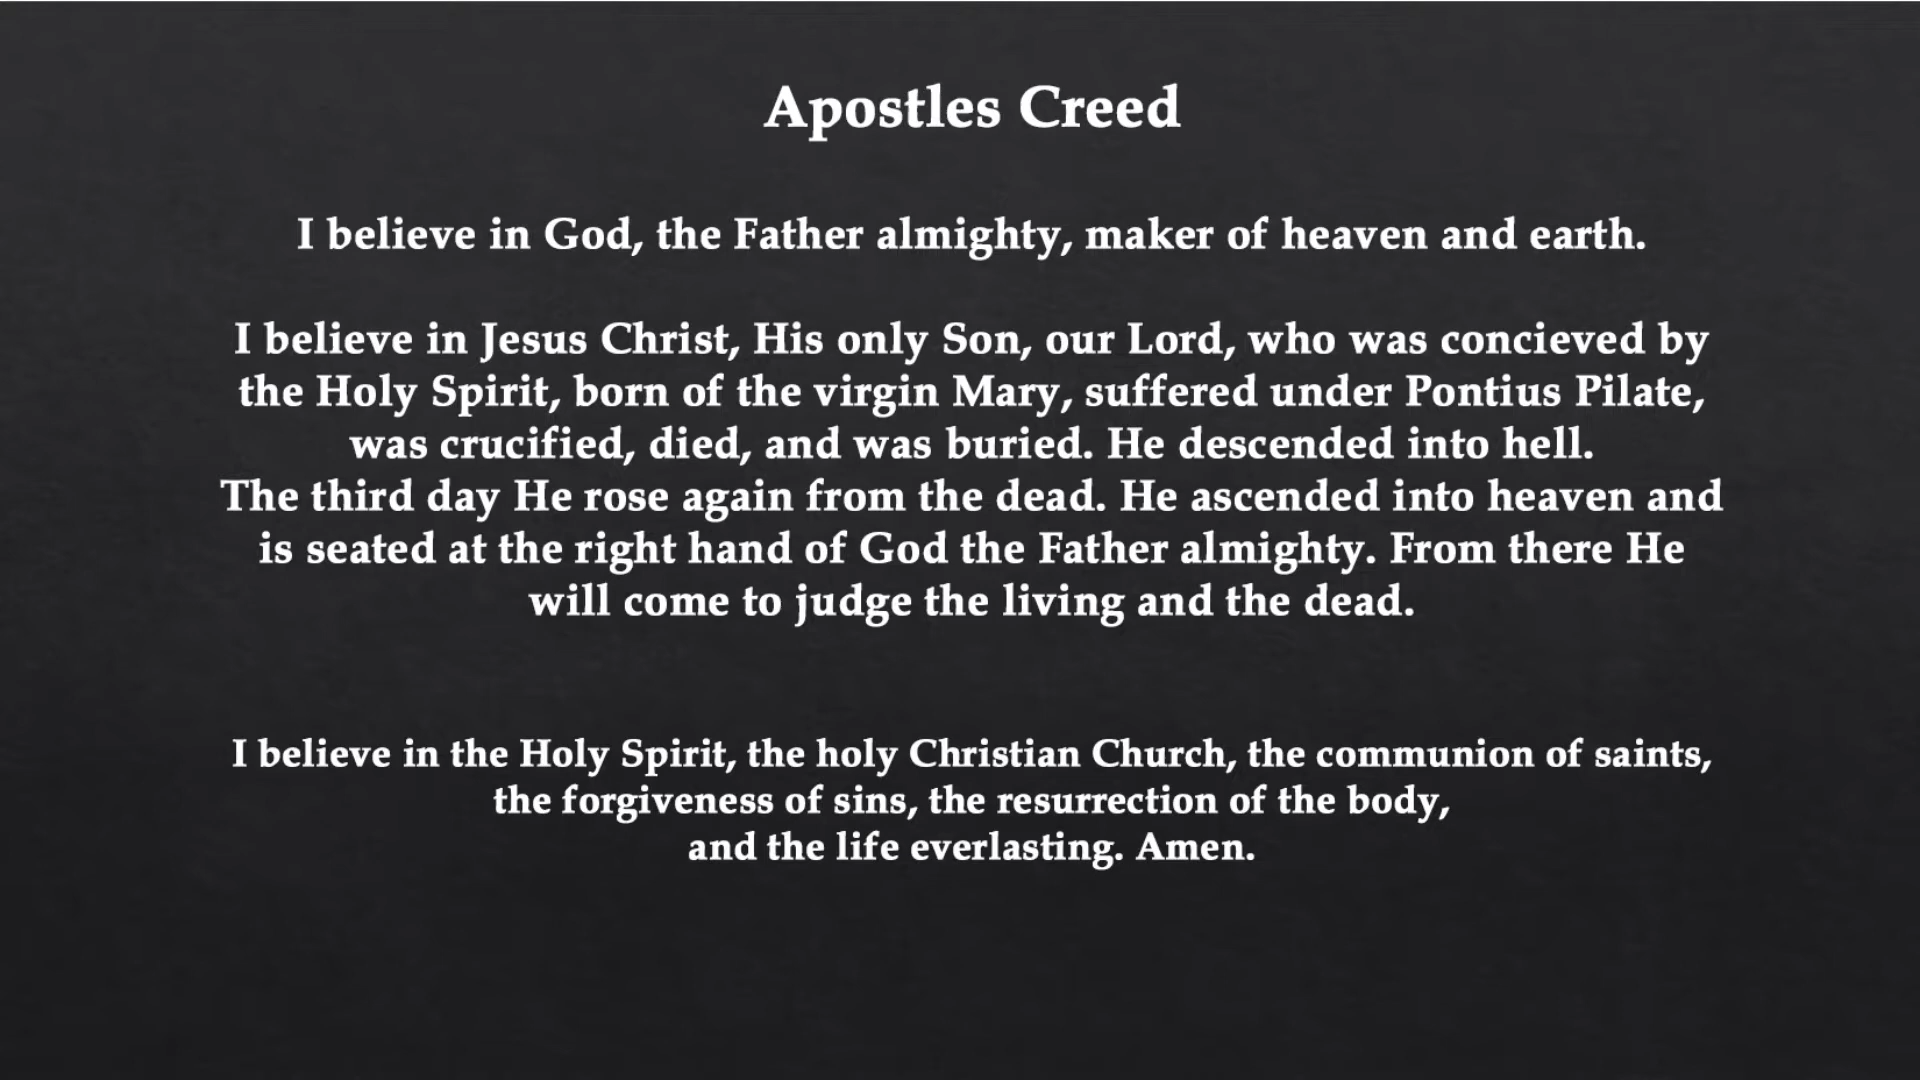 Apostles Creed
I believe in God, the Father almighty, maker of heaven and earth.
I believe in Jesus Christ, His only Son, our Lord, who was concieved by
the Holy Spirit, born of the virgin Mary, suffered under Pontius Pilate,
was crucified, died, and was buried. He descended into hell.
The third day He rose again from the dead. He ascended into heaven and
is seated at the right hand of God the Father almighty. From there He
will come to judge the living and the dead.
I believe in the Holy Spirit, the holy Christian Church, the communion of saints,
the forgiveness of sins, the resurrection of the body,
and the life everlasting. Amen.